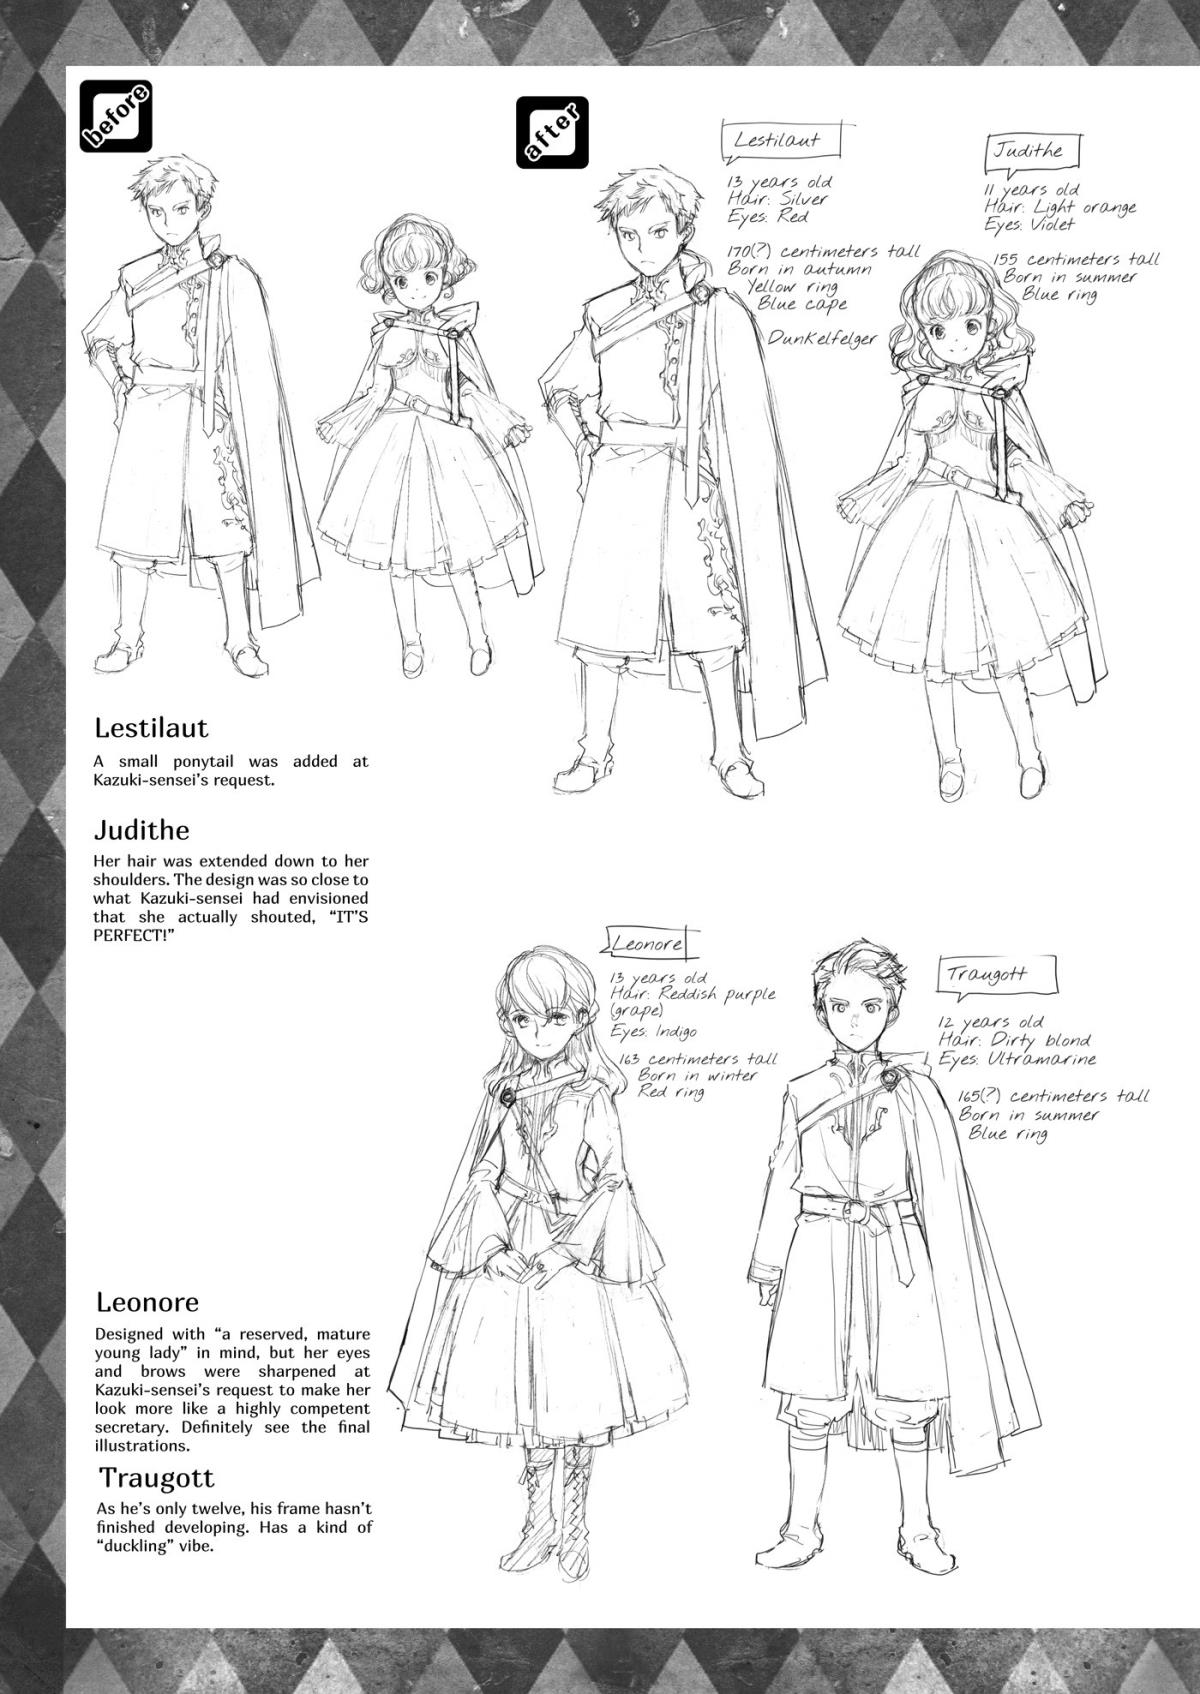 before
after
Lestilaut
13 years old
Hair: Silver
Eyes: Red
170(?) centimeters tall
Born in autumn
Yellow ring
Blue cape
Dunkelfelger
Judithe
11 years old
Hair: Light orange
Eyes: Violet
155 centimeters tall
Born in summer
Blue ring
Lestilaut
A small ponytail was added at
Kazuki-sensei's request.
Judithe
Her hair was extended down to her
shoulders. The design was so close to
what Kazuki-sensei had envisioned
that she actually shouted, “IT'S
PERFECT!”
Leonore
13 years old
Hair: Reddish purple
(grape)
Eyes: Indigo
163 centimeters tall
Born in winter
Red ring
Traugott
12 years old
Hair: Dirty blond
Eyes: Ultramarine
165(?) centimeters tall
Born in summer
Blue ring
Leonore
Designed with “a reserved, mature
young lady” in mind, but her eyes
and brows were sharpened at
Kazuki-sensei's request to make her
look more like a highly competent
secretary. Definitely see the final
illustrations.
Traugott
As he's only twelve, his frame hasn't
finished developing. Has a kind of
“duckling” vibe.